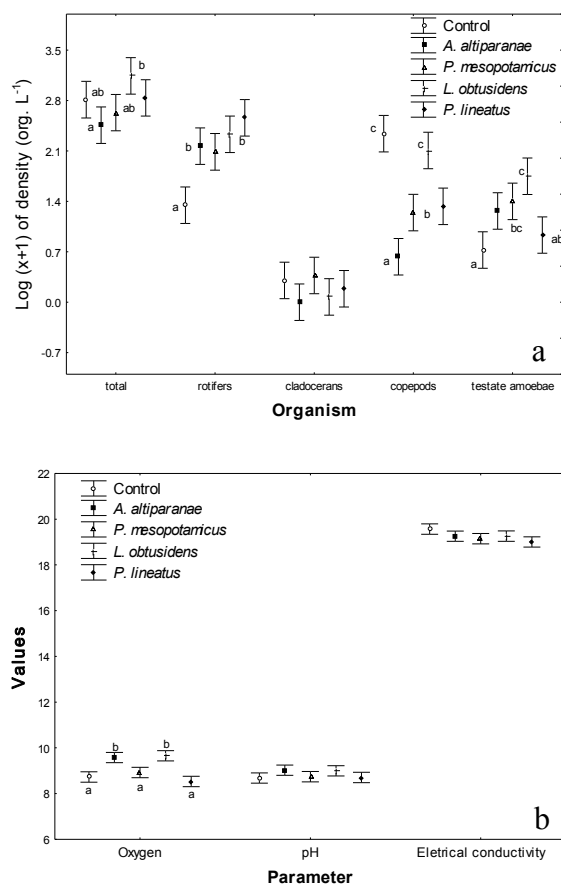 Control
A. altiparanae
P. mesopotamicus
L. obtusidens
P. lineatus
Log (x+1) of density (org. L-1)
3.5
2.8
2.1
1.4
0.7
0.0
-0.7
ab
b
a
ab
b
b
a
c
c
b
a
c
bc
ab
a
a
total
rotifers
cladocerans
copepods
testate amoebae
Organism
Control
A. altiparanae
P. mesopotamicus
L. obtusidens
P. lineatus
Values
22
20
18
16
14
12
10
8
6
b
b
a
a
a
b
Oxygen
pH
Eletrical conductivity
Parameter